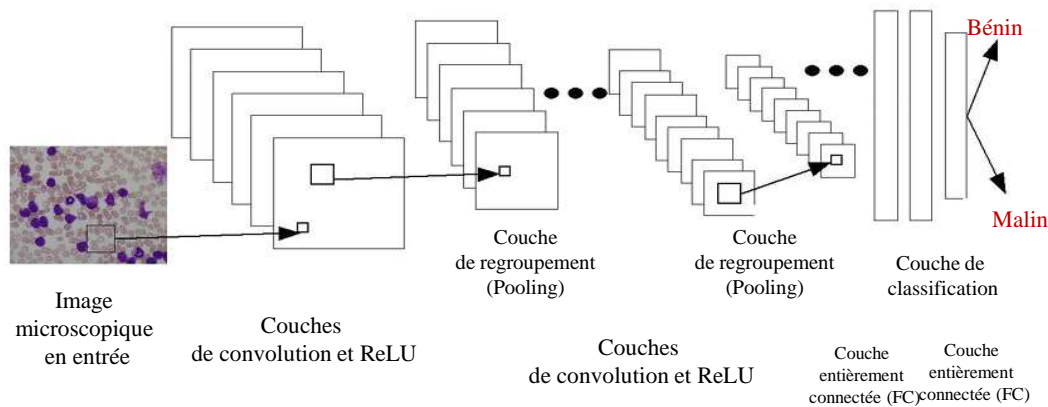 Bénin
Malin
Image
microscopique
en entrée
Couches
de convolution et ReLU
Couche
de regroupement
(Pooling)
Couches
de convolution et ReLU
Couche
de regroupement
(Pooling)
Couche de
classification
Couche
entièrement
connectée (FC)
Couche
entièrement
connectée (FC)